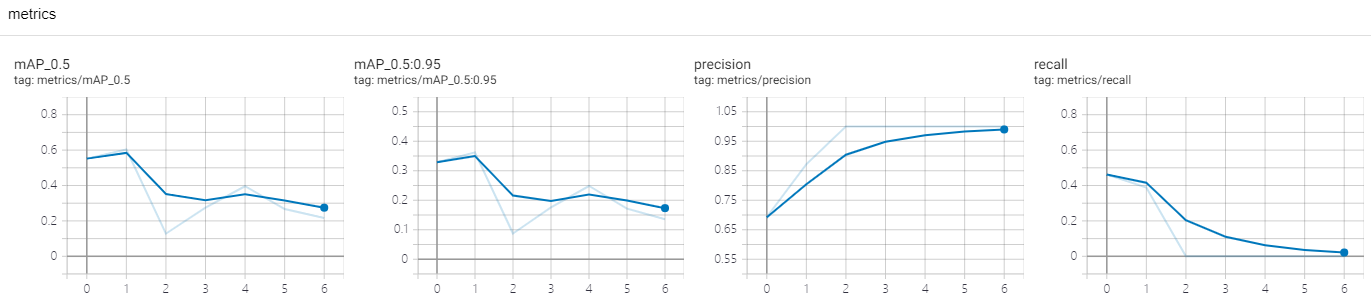 metrics
mAP_0.5
tag: metrics/mAP_0.5
0.8
0.6
0.4
0.2
0
0 1 2 3 4 5 6
mAP_0.5:0.95
tag: metrics/mAP_0.5:0.95
0.5
0.4
0.3
0.2
0.1
0
0 1 2 3 4 5 6
precision
tag: metrics/precision
1.05
0.95
0.85
0.75
0.65
0.55
0 1 2 3 4 5 6
recall
tag: metrics/recall
0.8
0.6
0.4
0.2
0
0 1 2 3 4 5 6